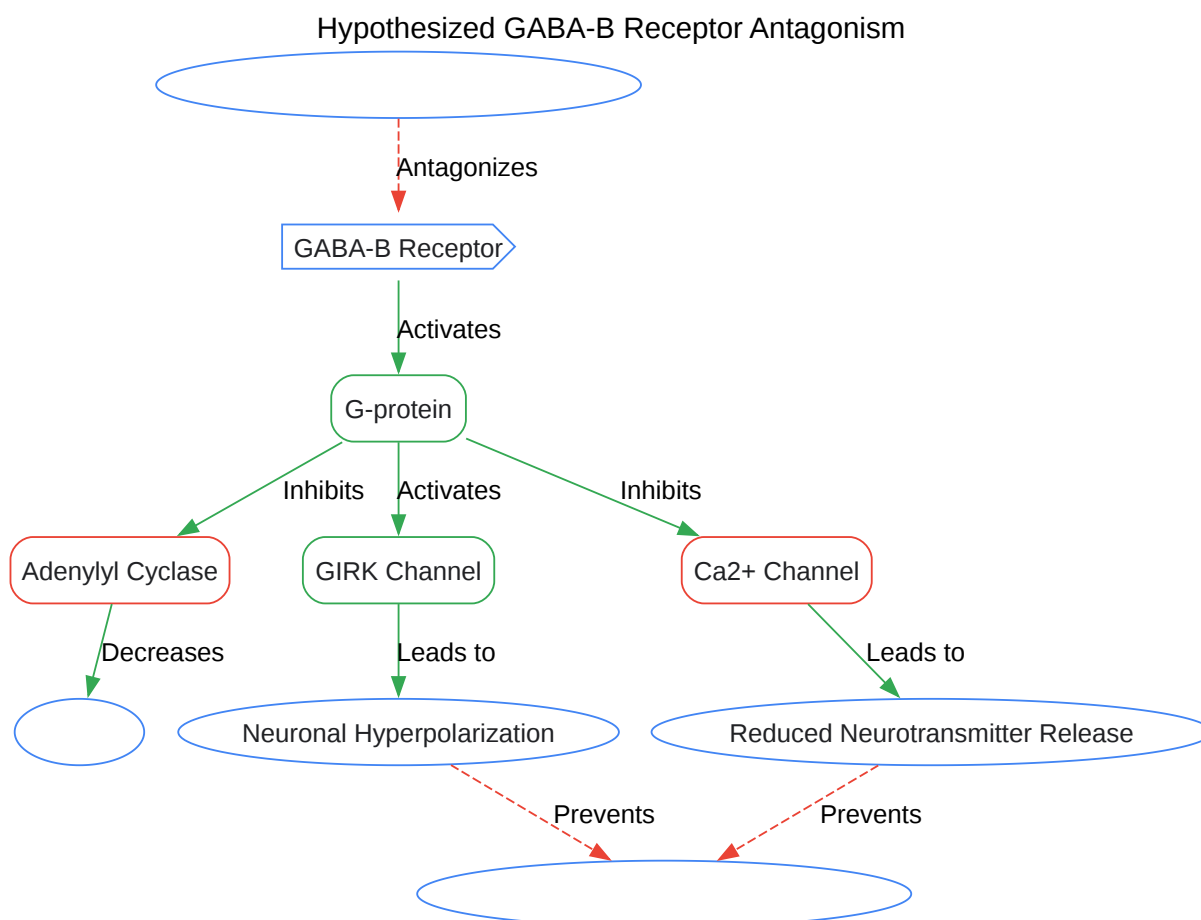 Hypothesized GABA-B Receptor Antagonism
Antagonizes
GABA-B Receptor
Activates
G-protein
Inhibits
Activates
Inhibits
Adenylyl Cyclase
GIRK Channel
Ca2+ Channel
Decreases
Leads to
Leads to
Neuronal Hyperpolarization
Reduced Neurotransmitter Release
Prevents
Prevents